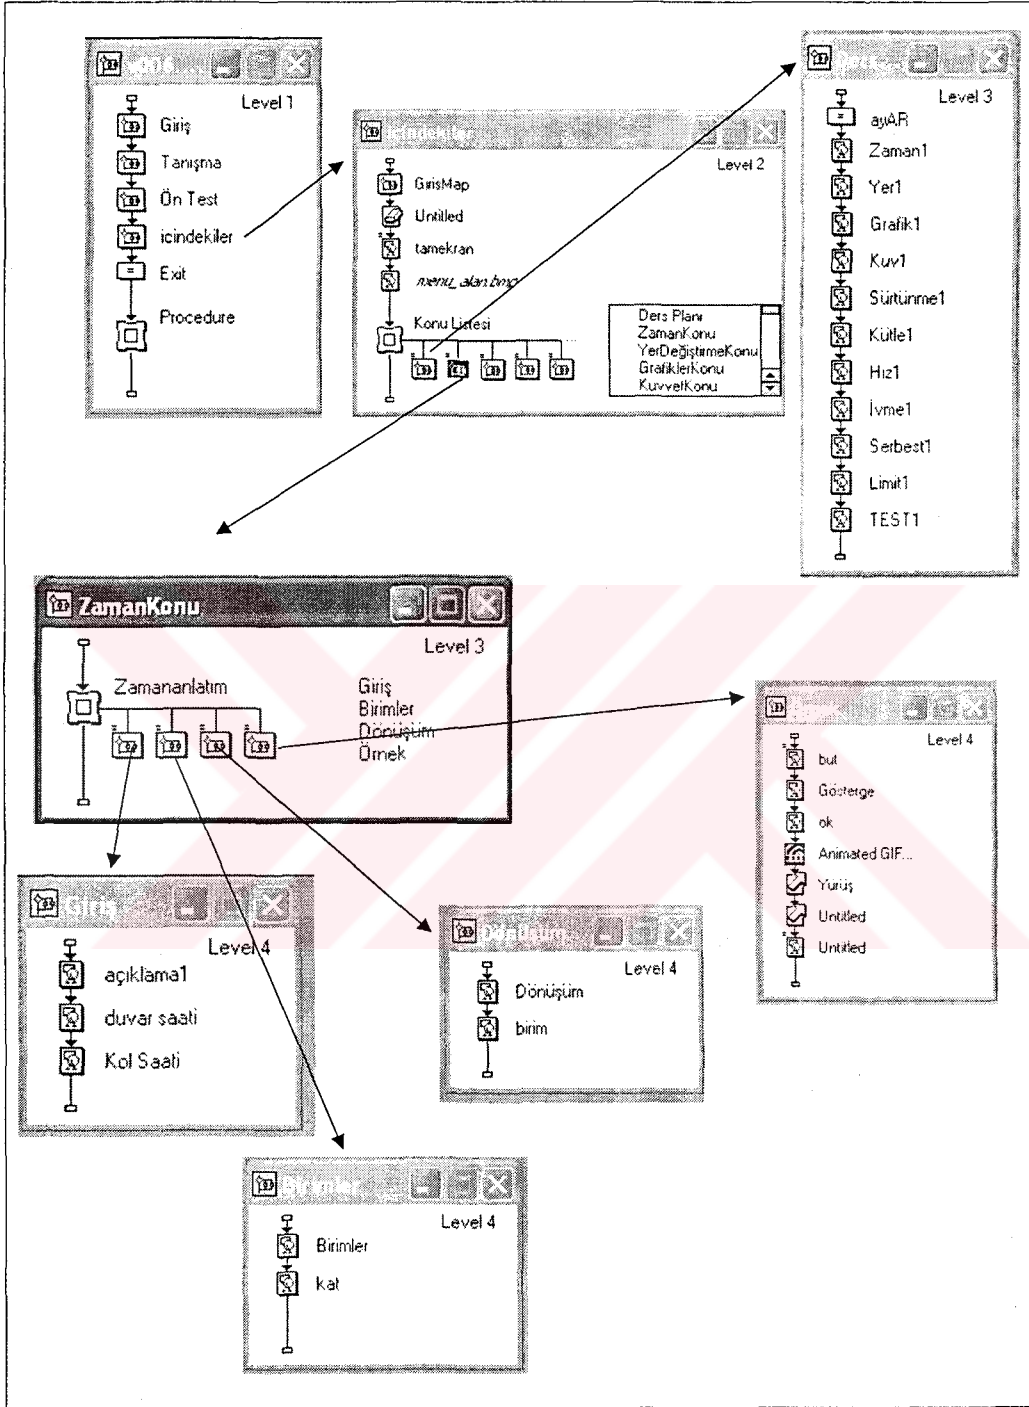 Level 1
Giriş
Tanışma
Ön Test
icindekiler
Exit
Procedure
icindekiler
Level 2
GirisMap
Untitled
tamekran
menu_alan.bmp
Konu Listesi
Ders Planı
ZamanKonu
YerDeğiştirmeKonu
GrafiklerKonu
KuvvetKonu
Level 3
aşıAR
Zaman1
Yer1
Grafik1
Kuv1
Sürtünme1
Kütle1
Hız1
İvme1
Serbest1
Limit1
TEST1
ZamanKonu
Level 3
Zamananlatım
Giriş
Birimler
Dönüşüm
Örnek
Level 4
but
Gösterge
ok
Animated GIF...
Yürüş
Untitled
Untitled
Giriş
Level 4
açıklama1
duvar saati
Kol Saati
Dönüşüm
Level 4
Dönüşüm
birim
Birimler
Level 4
Birimler
kat